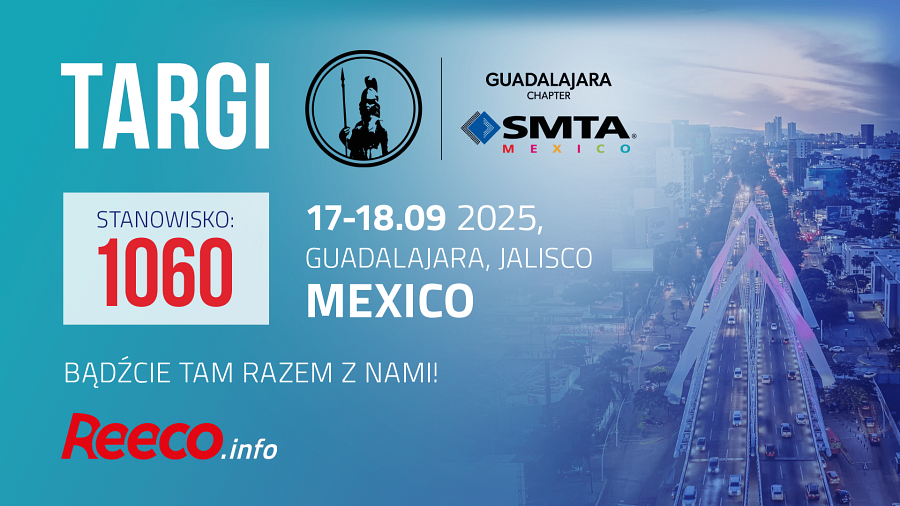 TARGI
GUADALAJARA
CHAPTER
SMTA®
MEXICO
STANOWISKO:
1060
17-18.09 2025,
GUADALAJARA, JALISCO
MEXICO
BĄDŹCIE TAM RAZEM Z NAMI!
Reeco.info